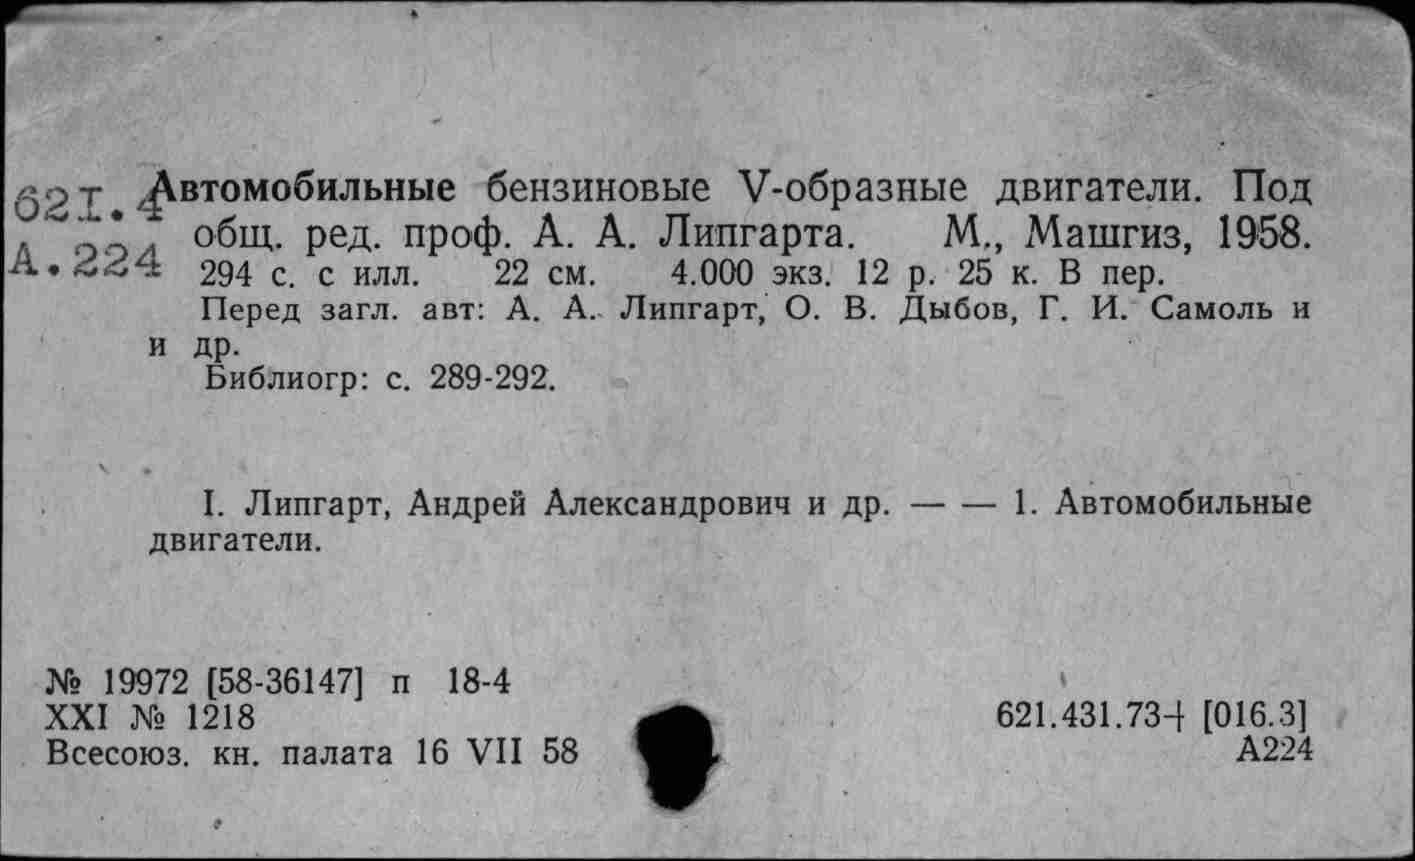 621.4 Автомобильные бензиновые V-образные двигатели. Под
А.224 общ. ред. проф. А. А. Липгарта. М., Машгиз, 1958.
294 с. с илл. 22 см. 4.000 экз. 12 р. 25 к. В пер.
Перед загл. авт: А. А. Липгарт, О. В. Дыбов, Г. И. Самоль и
и др.
Библиогр: с. 289-292.
I. Липгарт, Андрей Александрович и др. — — 1. Автомобильные
двигатели.
№ 19972 [58-36147] п 18-4
XXI № 1218
621.431.73+ [016.3]
Всесоюз. кн. палата 16 VII 58
А224